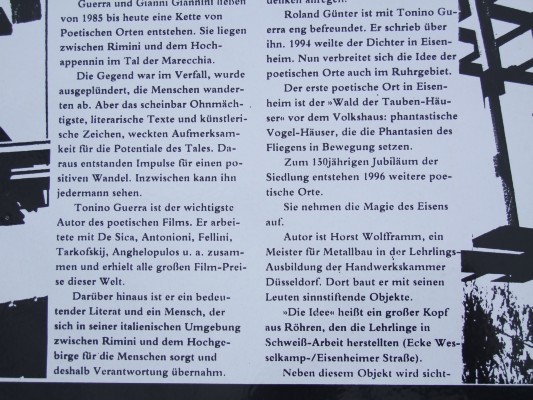 Guerra und Gianni Giannini ließen
von 1985 bis heute eine Kette von
Poetischen Orten entstehen. Sie liegen
zwischen Rimini und dem Hoch-
appennin im Tal der Marecchia.
Die Gegend war im Verfall, wurde
ausgeplündert, die Menschen wander-
ten ab. Aber das scheinbar Ohnmäch-
tigste, literarische Texte und künstleri-
sche Zeichen, weckten Aufmerksam-
keit für die Potentiale des Tales. Da-
raus entstanden Impulse für einen po-
sitiven Wandel. Inzwischen kann ihn
jedermann sehen.
Tonino Guerra ist der wichtigste
Autor des poetischen Films. Er arbei-
tete mit De Sica, Antonioni, Fellini,
Tarkofskij, Anghelopulos u. a. zusam-
men und erhielt alle großen Film-Prei-
se dieser Welt.
Darüber hinaus ist er ein bedeu-
tender Literat und ein Mensch, der
sich in seiner italienischen Umgebung
zwischen Rimini und dem Hochge-
birge für die Menschen sorgt und
deshalb Verantwortung übernahm.
denken anregen.
Roland Günter ist mit Tonino Gu-
erra eng befreundet. Er schrieb über
ihn. 1994 weilte der Dichter in Eisen-
heim. Nun verbreitet sich die Idee der
poetischen Orte auch im Ruhrgebiet.
Der erste poetische Ort in Eisen-
heim ist der »Wald der Tauben-Häu-
ser« vor dem Volkshaus: phantastische
Vogel-Häuser, die die Phantasien des
Fliegens in Bewegung setzen.
Zum 150jährigen Jubiläum der
Siedlung entstehen 1996 weitere poe-
tische Orte.
Sie nehmen die Magie des Eisens
auf.
Autor ist Horst Wolfframm, ein
Meister für Metallbau in der Lehrlings-
Ausbildung der Handwerkskammer
Düsseldorf. Dort baut er mit seinen
Leuten sinnstiftende Objekte.
»Die Idee« heißt ein großer Kopf
aus Röhren, den die Lehrlinge in
Schweiß-Arbeit herstellten (Ecke Wes-
selkamp-/Eisenheimer Straße).
Neben diesem Objekt wird sicht-